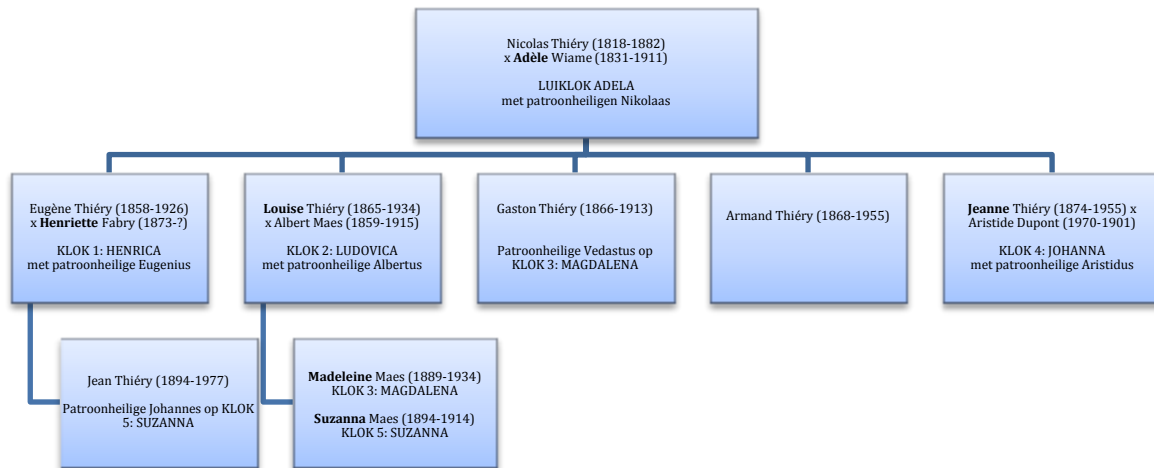 Nicolas Thiéry (1818-1882)
x Adèle Wiame (1831-1911)
LUIKLOK ADELA
met patroonheiligen Nikolaas
Eugène Thiéry (1858-1926)
x Henriette Fabry (1873-?)
KLOK 1: HENRICA
met patroonheilige Eugenius
Louise Thiéry (1865-1934)
x Albert Maes (1859-1915)
KLOK 2: LUDOVICA
met patroonheilige Albertus
Gaston Thiéry (1866-1913)
Patroonheilige Vedastus op
KLOK 3: MAGDALENA
Armand Thiéry (1868-1955)
Jeanne Thiéry (1874-1955) x
Aristide Dupont (1970-1901)
KLOK 4: JOHANNA
met patroonheilige Aristidus
Jean Thiéry (1894-1977)
Patroonheilige Johannes op KLOK
5: SUZANNA
Madeleine Maes (1889-1934)
KLOK 3: MAGDALENA
Suzanna Maes (1894-1914)
KLOK 5: SUZANNA